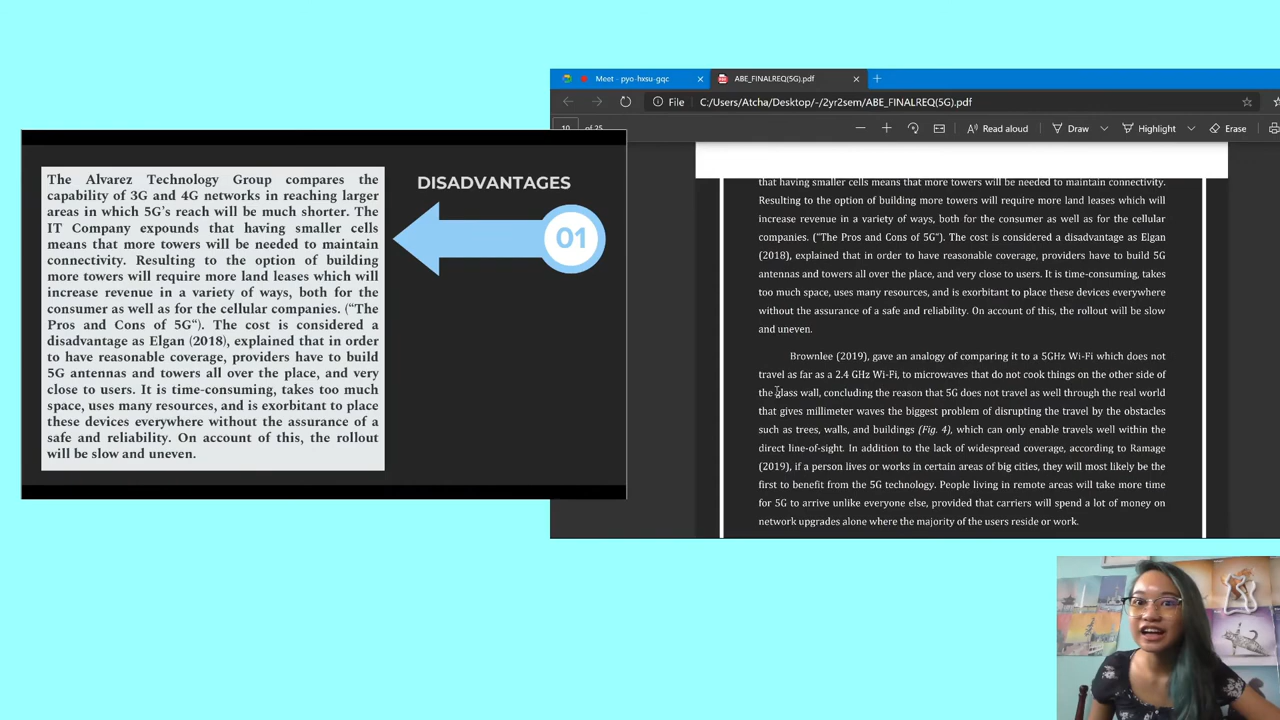 The Alvarez Technology Group compares the
capability of 3G and 4G networks in reaching larger
areas in which 5G's reach will be much shorter. The
IT Company expounds that having smaller cells
means that more towers will be needed to maintain
connectivity. Resulting to the option of building
more towers will require more land leases which will
increase revenue in a variety of ways, both for the
consumer as well as for the cellular companies. (“The
Pros and Cons of 5G“). The cost is considered a
disadvantage as Elgan (2018), explained that in order
to have reasonable coverage, providers have to build
5G antennas and towers all over the place, and very
close to users. It is time-consuming, takes too much
space, uses many resources, and is exorbitant to place
these devices everywhere without the assurance of a
safe and reliability. On account of this, the rollout
will be slow and uneven.
DISADVANTAGES
01
Meet - pyo-hxsu-gqc
ABE_FINALREQ(5G).pdf
File C:/Users/Atcha/Desktop/-/2yr2sem/ABE_FINALREQ(5G).pdf
10 of 25
Read aloud Draw Highlight Erase
that having smaller cells means that more towers will be needed to maintain connectivity.
Resulting to the option of building more towers will require more land leases which will
increase revenue in a variety of ways, both for the consumer as well as for the cellular
companies. (“The Pros and Cons of 5G”). The cost is considered a disadvantage as Elgan
(2018), explained that in order to have reasonable coverage, providers have to build 5G
antennas and towers all over the place, and very close to users. It is time-consuming, takes
too much space, uses many resources, and is exorbitant to place these devices everywhere
without the assurance of a safe and reliability. On account of this, the rollout will be slow
and uneven.
Brownlee (2019), gave an analogy of comparing it to a 5GHz Wi-Fi which does not
travel as far as a 2.4 GHz Wi-Fi, to microwaves that do not cook things on the other side of
the glass wall, concluding the reason that 5G does not travel as well through the real world
that gives millimeter waves the biggest problem of disrupting the travel by the obstacles
such as trees, walls, and buildings (Fig. 4), which can only enable travels well within the
direct line-of-sight. In addition to the lack of widespread coverage, according to Ramage
(2019), if a person lives or works in certain areas of big cities, they will most likely be the
first to benefit from the 5G technology. People living in remote areas will take more time
for 5G to arrive unlike everyone else, provided that carriers will spend a lot of money on
network upgrades alone where the majority of the users reside or work.